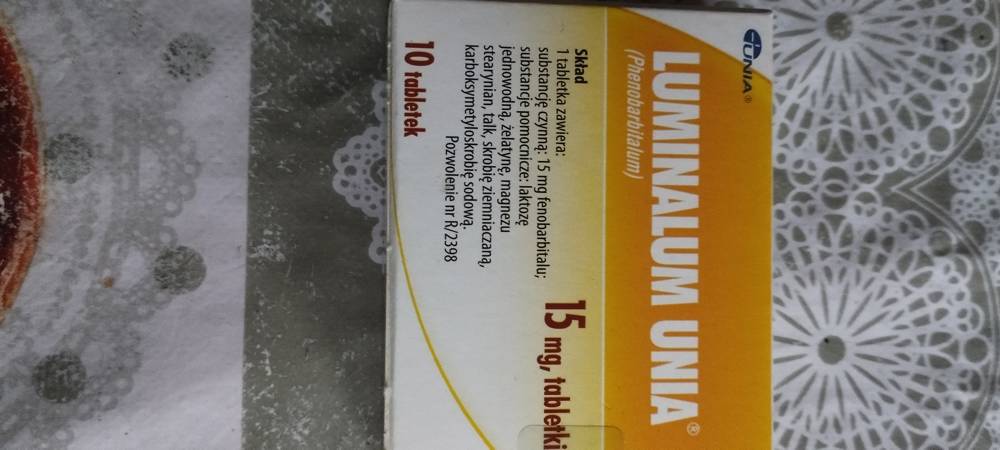 UNIA®
LUMINALUM UNIA®
(Phenobarbitalum)
15 mg, tabletki
Skład
1 tabletka zawiera:
substancję czynną: 15 mg fenobarbitalu;
substancje pomocnicze: laktozę
jednowodną, żelatynę, magnezu
stearynian, talk, skrobię ziemniaczaną,
karboksymetyloskrobię sodową.
Pozwolenie nr R/2398
10 tabletek